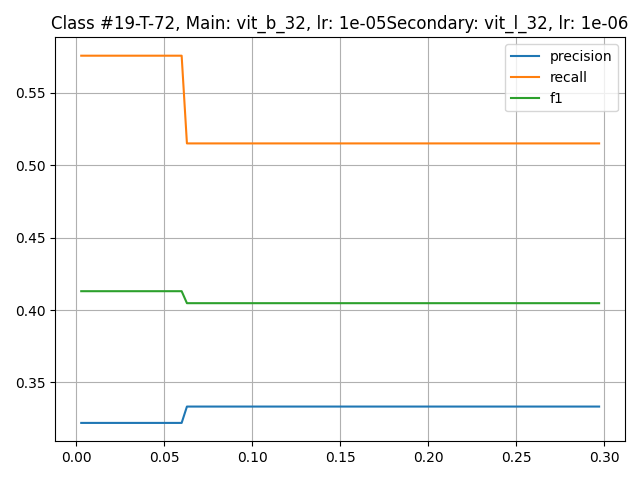 Class #19-T-72, Main: vit_b_32, lr: 1e-05Secondary: vit_l_32, lr: 1e-06
precision
recall
f1
0.55
0.50
0.45
0.40
0.35
0.00 0.05 0.10 0.15 0.20 0.25 0.30